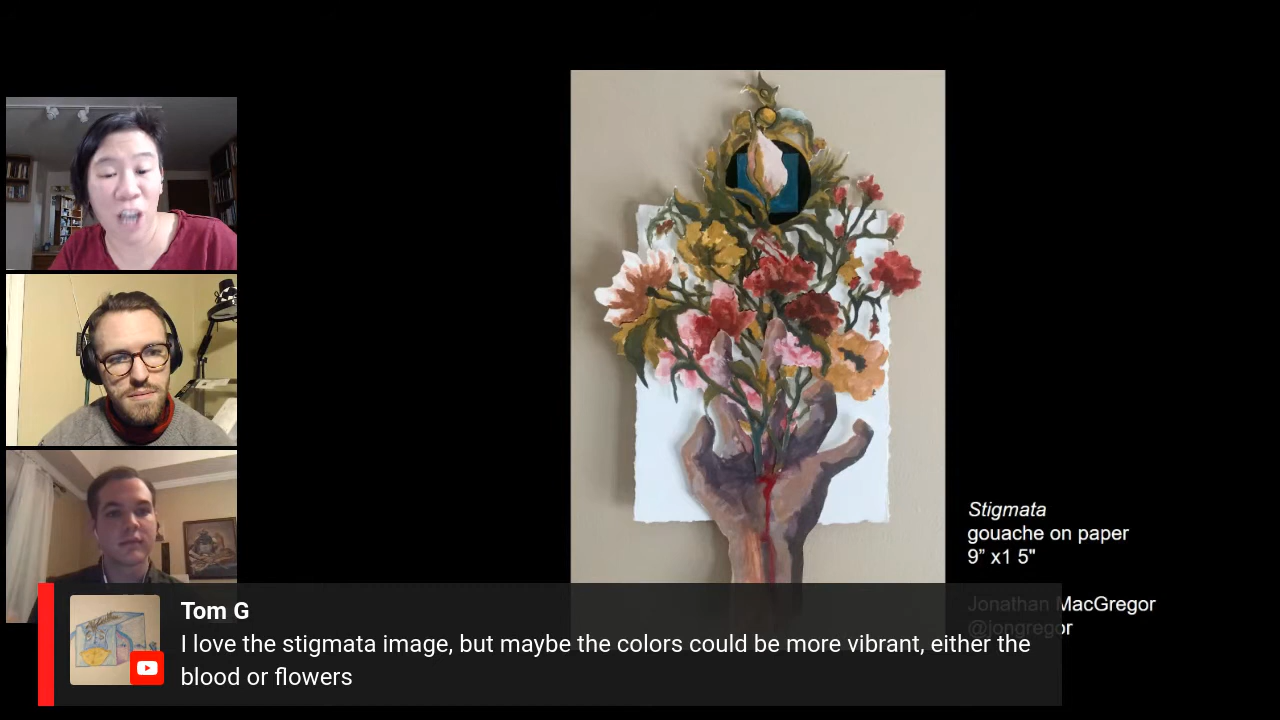 Stigmata
gouache on paper
9” x1 5"
Jonathan MacGregor
@jongregor
Tom G
I love the stigmata image, but maybe the colors could be more vibrant, either the
blood or flowers